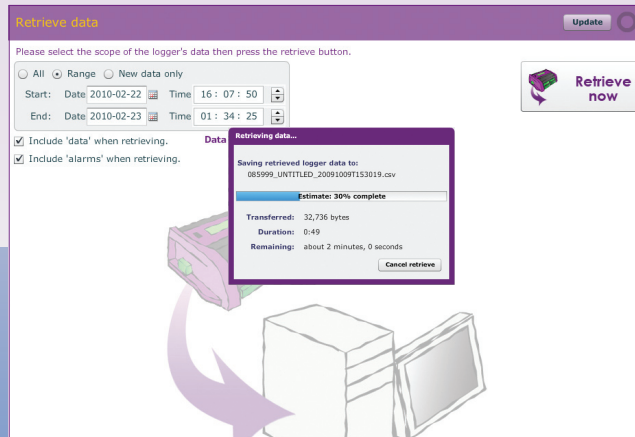 Retrieve data
Update
Please select the scope of the logger's data then press the retrieve button.
All Range New data only
Start: Date 2010-02-22 Time 16: 07: 50
End: Date 2010-02-23 Time 01: 34: 25
Retrieve
now
Include 'data' when retrieving.
Data
Include 'alarms' when retrieving.
Retrieving data...
Saving retrieved logger data to:
085999_UNTITLED_20091009T153019.csv
Estimate: 30% complete
Transferred: 32,736 bytes
Duration: 0:49
Remaining: about 2 minutes, 0 seconds
Cancel retrieve